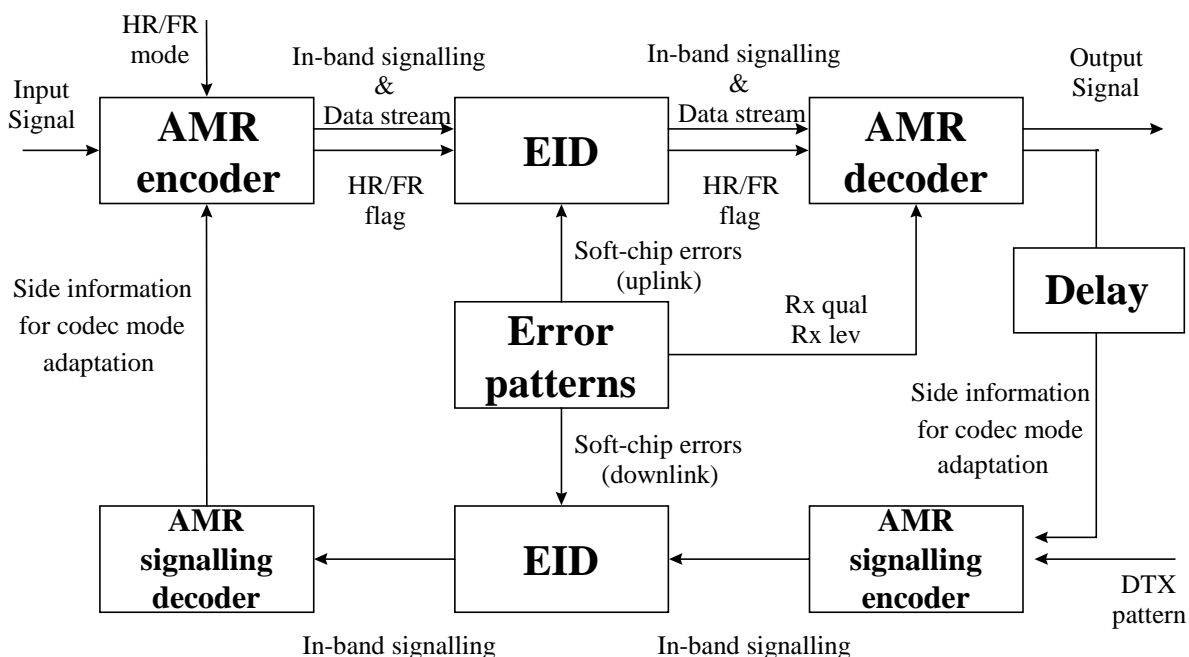 HR/FR
mode
Input
Signal
AMR
encoder
In-band signalling
&
Data stream
HR/FR
flag
EID
In-band signalling
&
Data stream
HR/FR
flag
AMR
decoder
Output
Signal
Side information
for codec mode
adaptation
Soft-chip errors
(uplink)
Error
patterns
Rx qual
Rx lev
Delay
Side information
for codec mode
adaptation
Soft-chip errors
(downlink)
AMR
signalling
decoder
EID
AMR
signalling
encoder
DTX
pattern
In-band signalling
In-band signalling